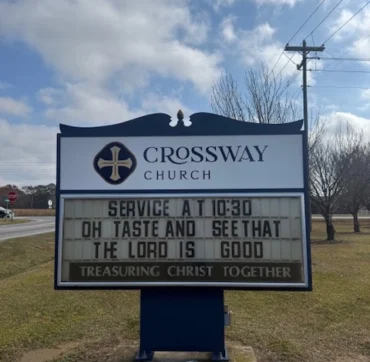 CROSSWAY
CHURCH
SERVICE AT 10:30
OH TASTE AND SEE THAT
THE LORD IS GOOD
TREASURING CHRIST TOGETHER